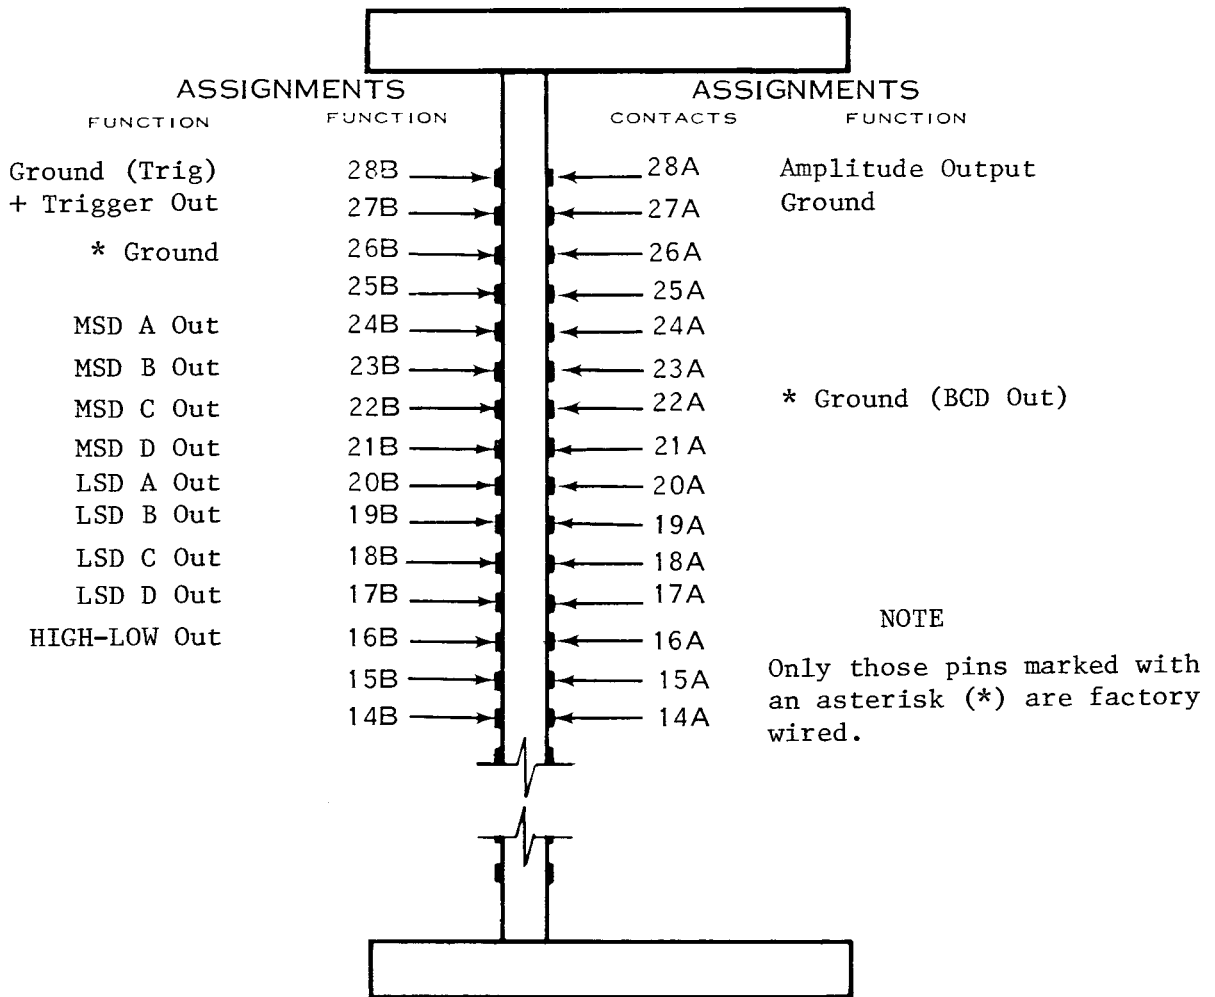 ASSIGNMENTS ASSIGNMENTS
FUNCTION FUNCTION CONTACTS FUNCTION
Ground (Trig) 28B 28A Amplitude Output
+ Trigger Out 27B 27A Ground
* Ground 26B 26A
25B 25A
MSD A Out 24B 24A
MSD B Out 23B 23A
MSD C Out 22B 22A * Ground (BCD Out)
MSD D Out 21B 21A
LSD A Out 20B 20A
LSD B Out 19B 19A
LSD C Out 18B 18A
LSD D Out 17B 17A
HIGH-LOW Out 16B 16A
15B 15A
14B 14A
NOTE
Only those pins marked with
an asterisk (*) are factory
wired.